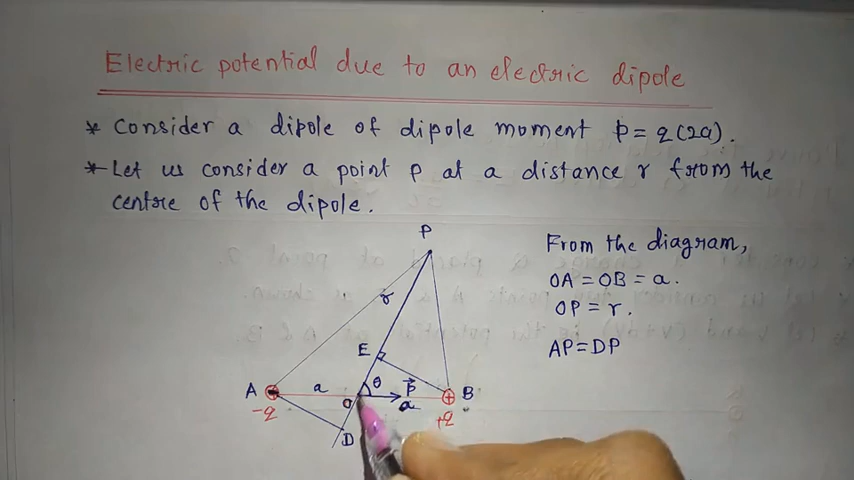 Electric potential due to an electric dipole
* Consider a dipole of dipole moment p = q(2a).
* Let us consider a point P at a distance r from the
centre of the dipole.
P
From the diagram,
OA = OB = a.
r
OP = r.
E
AP = DP
A
a
θ
p⃗
B
O
a
-q
+q
D